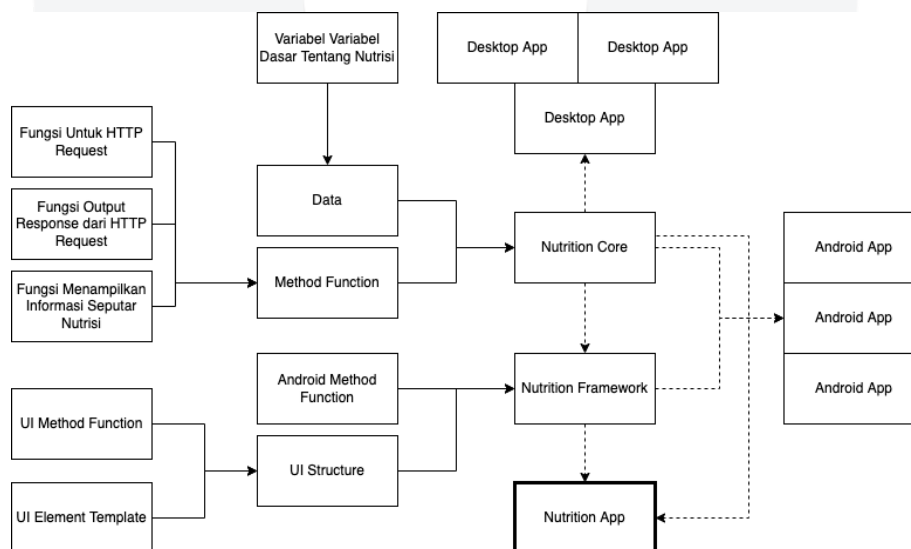 Variabel Variabel
Dasar Tentang Nutrisi
Desktop App
Desktop App
Desktop App
Fungsi Untuk HTTP
Request
Fungsi Output
Response dari HTTP
Request
Fungsi Menampilkan
Informasi Seputar
Nutrisi
Data
Method Function
Nutrition Core
Android App
Android App
Android App
Android Method
Function
Nutrition Framework
UI Method Function
UI Structure
UI Element Template
Nutrition App